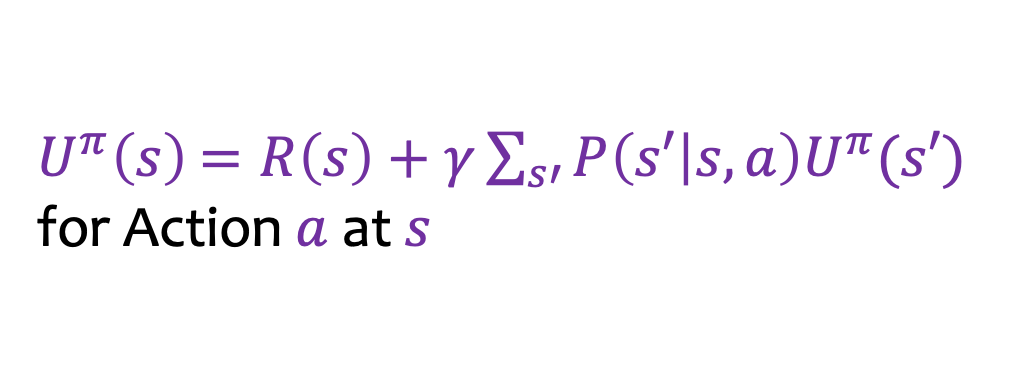 U^π(s) = R(s) + γ ∑_{s′} P(s′|s, a)U^π(s′)
for Action a at s